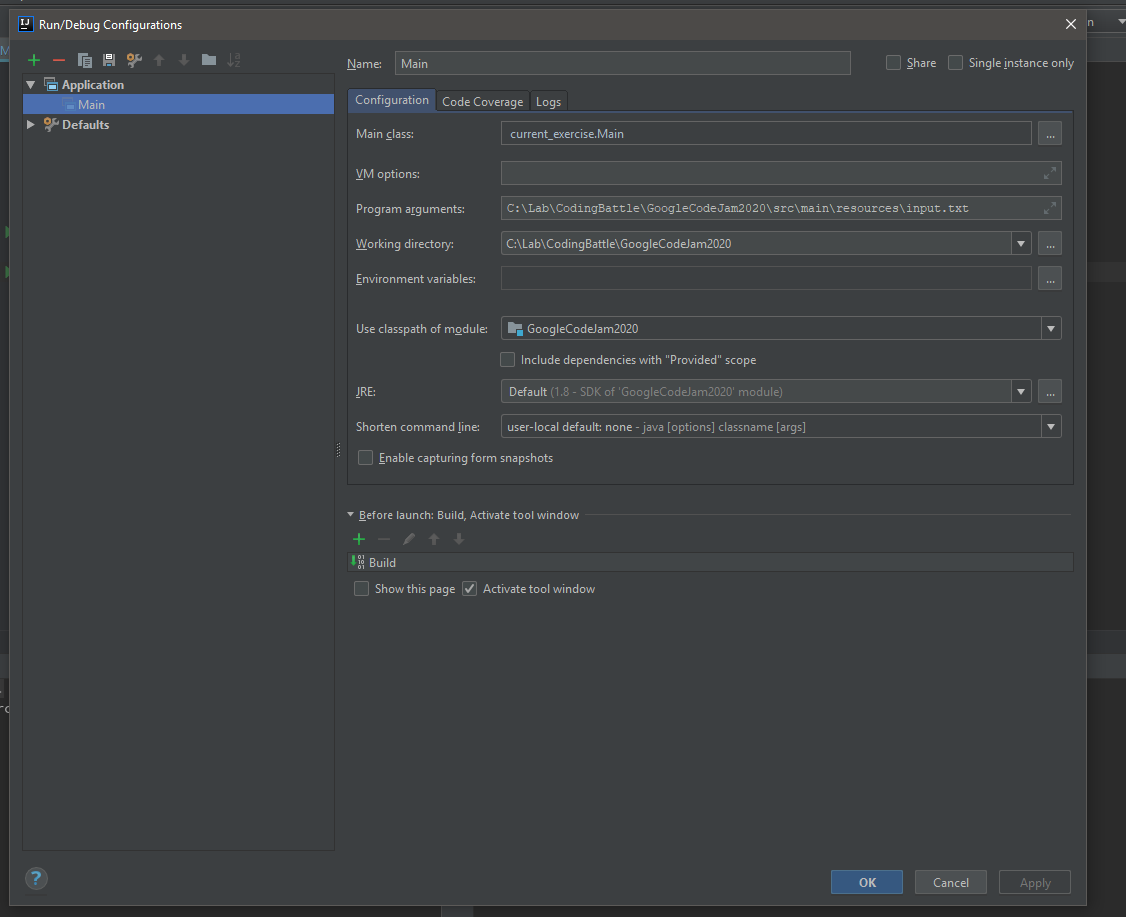 Run/Debug Configurations
Name: Main Share Single instance only
Application
Main
Defaults
Configuration Code Coverage Logs
Main class: current_exercise.Main ...
VM options:
Program arguments: C:\Lab\CodingBattle\GoogleCodeJam2020\src\main\resources\input.txt
Working directory: C:\Lab\CodingBattle\GoogleCodeJam2020 ...
Environment variables: ...
Use classpath of module: GoogleCodeJam2020
Include dependencies with "Provided" scope
JRE: Default (1.8 - SDK of 'GoogleCodeJam2020' module) ...
Shorten command line: user-local default: none - java [options] classname [args]
Enable capturing form snapshots
Before launch: Build, Activate tool window
Build
Show this page Activate tool window
? OK Cancel Apply